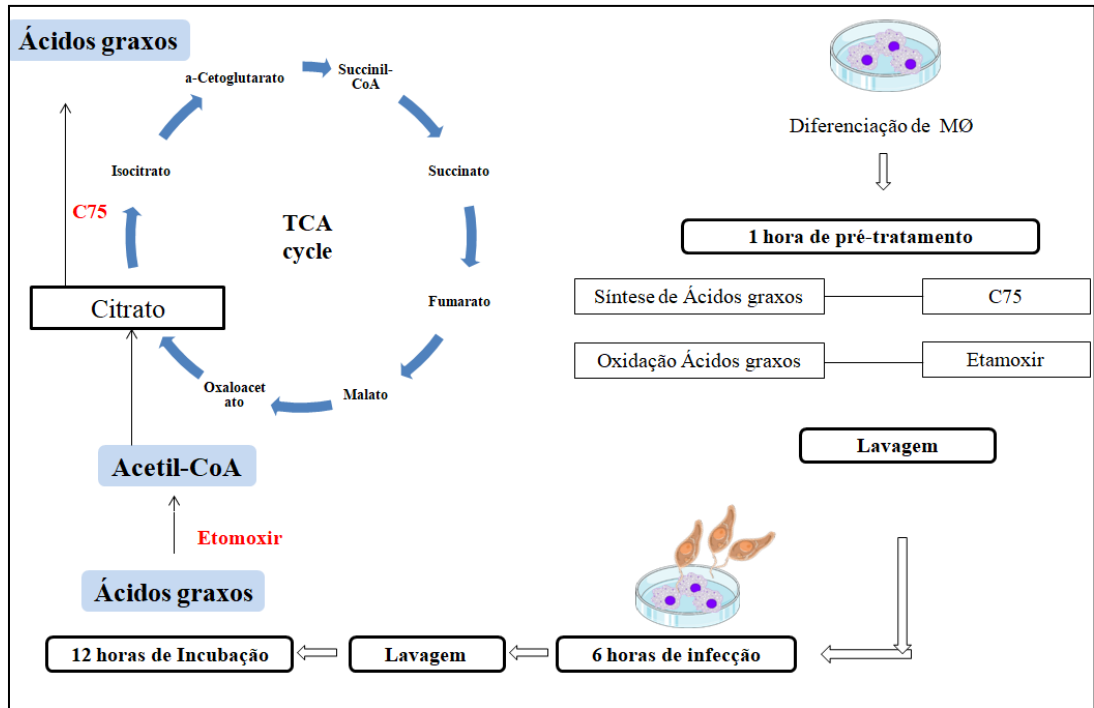 Ácidos graxos
a-Cetoglutarato
Succinil-
CoA
Isocitrato
Succinato
C75
TCA
cycle
Citrato
Fumarato
Oxaloacet
ato
Malato
Acetil-CoA
Etomoxir
Ácidos graxos
Diferenciação de MØ
1 hora de pré-tratamento
Síntese de Ácidos graxos
C75
Oxidação Ácidos graxos
Etamoxir
Lavagem
6 horas de infecção
Lavagem
12 horas de Incubação